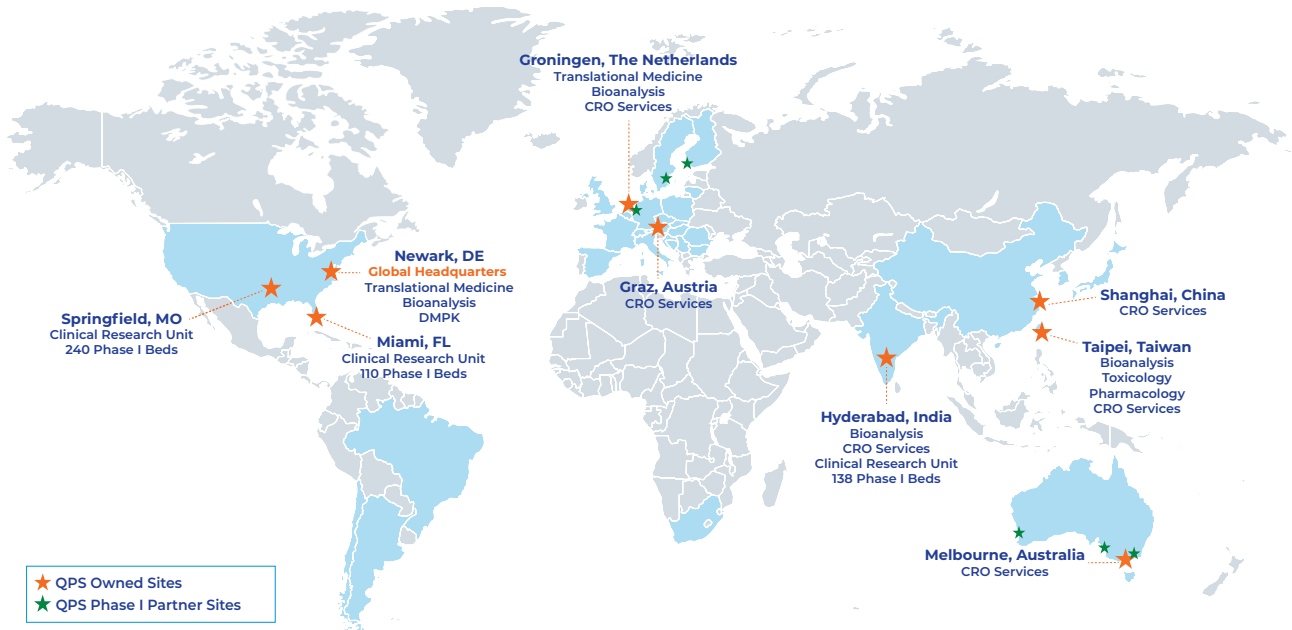 Groningen, The Netherlands
Translational Medicine
Bioanalysis
CRO Services
Newark, DE
Global Headquarters
Translational Medicine
Bioanalysis
DMPK
Springfield, MO
Clinical Research Unit
240 Phase I Beds
Miami, FL
Clinical Research Unit
110 Phase I Beds
Graz, Austria
CRO Services
Shanghai, China
CRO Services
Taipei, Taiwan
Bioanalysis
Toxicology
Pharmacology
CRO Services
Hyderabad, India
Bioanalysis
CRO Services
Clinical Research Unit
138 Phase I Beds
Melbourne, Australia
CRO Services
QPS Owned Sites
QPS Phase I Partner Sites